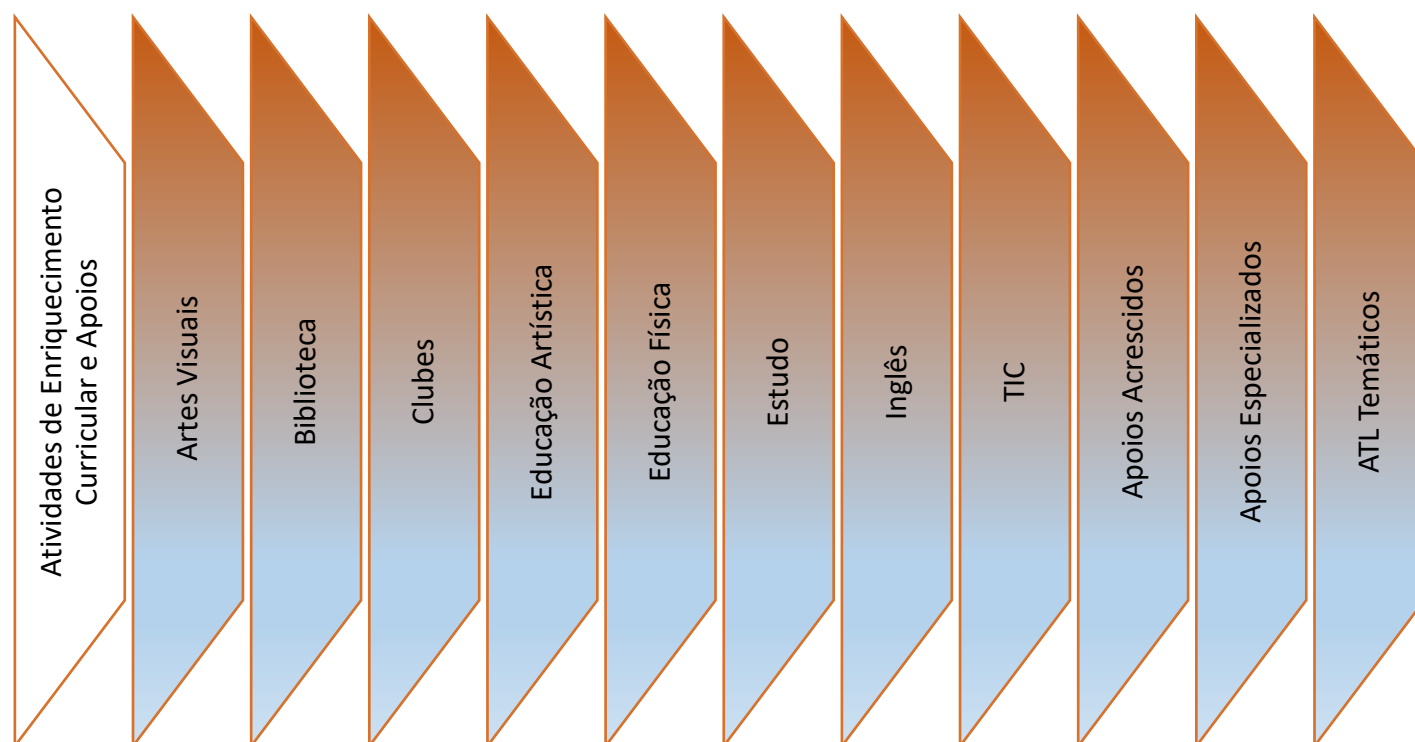 Atividades de Enriquecimento
Curricular e Apoios
Artes Visuais
Biblioteca
Clubes
Educação Artística
Educação Física
Estudo
Inglês
TIC
Apoios Acrescidos
Apoios Especializados
ATL Temáticos